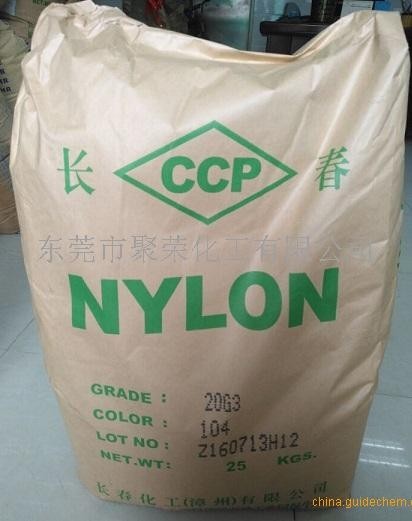 长 CCP 春
东莞市聚荣化工有限公司
NYLON
GRADE : 20G3
COLOR : 104
LOT NO : Z160713H12
NET.WT: 25 KGS.
长春化工(漳州)有限公司
china.guidechem.com